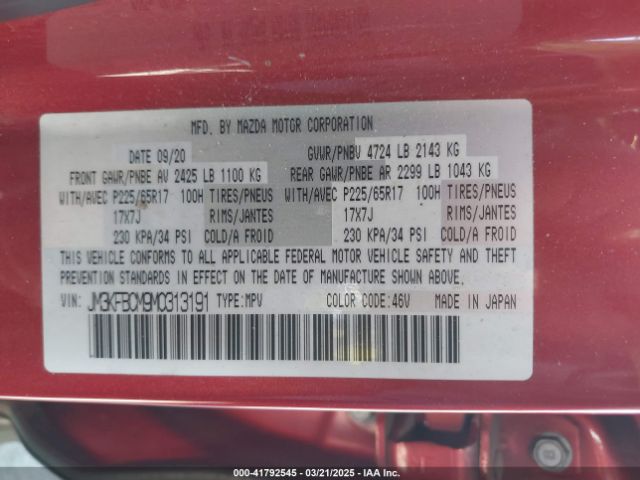 MFD. BY MAZDA MOTOR CORPORATION
DATE 09/20 GVWR/PNBV 4724 LB 2143 KG
FRONT GAWR/PNBE AV 2425 LB 1100 KG REAR GAWR/PNBE AR 2299 LB 1043 KG
WITH/AVEC P225/65R17 100H TIRES/PNEUS WITH/AVEC P225/65R17 100H TIRES/PNEUS
17X7J RIMS/JANTES 17X7J RIMS/JANTES
230 KPA/34 PSI COLD/A FROID 230 KPA/34 PSI COLD/A FROID
THIS VEHICLE CONFORMS TO ALL APPLICABLE FEDERAL MOTOR VEHICLE SAFETY AND THEFT
PREVENTION STANDARDS IN EFFECT ON THE DATE OF MANUFACTURE SHOWN ABOVE.
VIN: JM3KFBCM9M0313191 TYPE:MPV COLOR CODE:46V MADE IN JAPAN
000-41792545 - 03/21/2025 - IAA Inc.